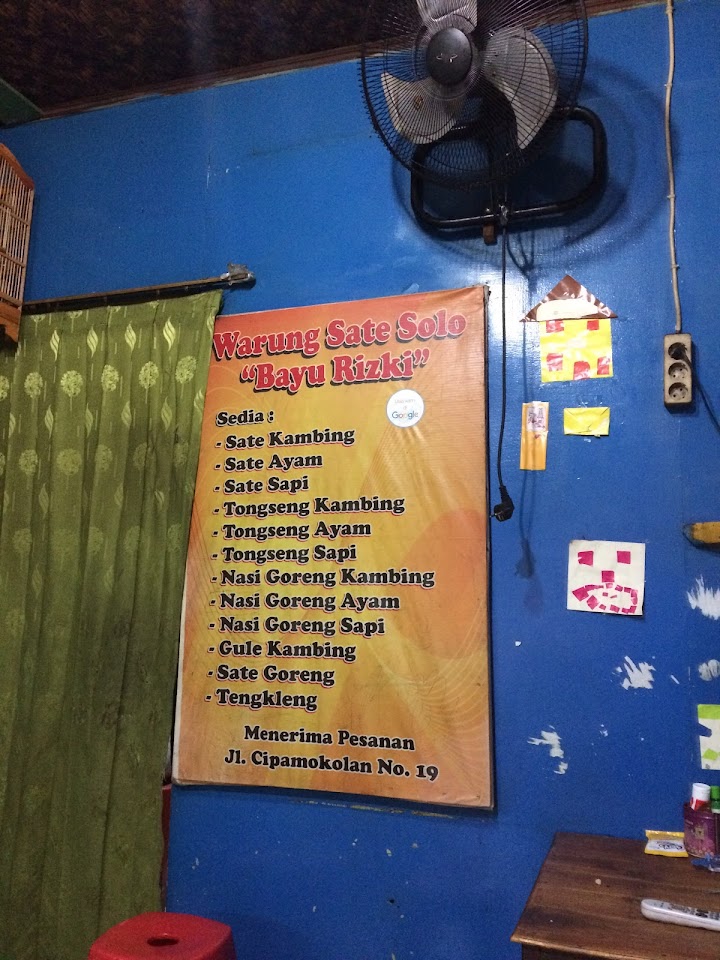 Warung Sate Solo
"Bayu Rizki"
Google
Sedia :
- Sate Kambing
- Sate Ayam
- Sate Sapi
- Tongseng Kambing
- Tongseng Ayam
- Tongseng Sapi
- Nasi Goreng Kambing
- Nasi Goreng Ayam
- Nasi Goreng Sapi
- Gule Kambing
- Sate Goreng
- Tengkleng
Menerima Pesanan
Jl. Cipamokolan No. 19